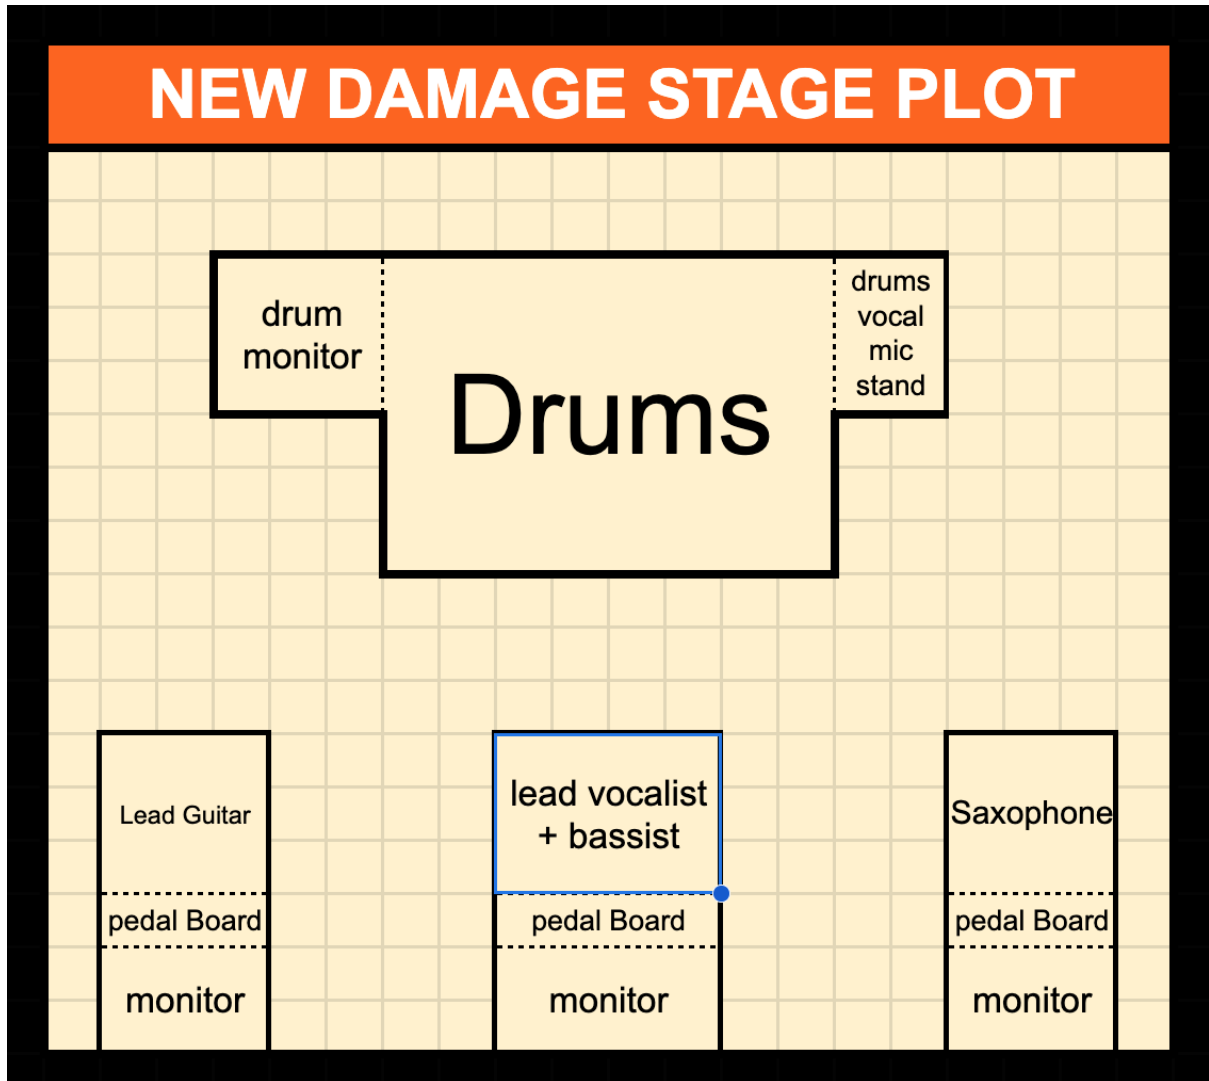 NEW DAMAGE STAGE PLOT
drum
monitor
Drums
drums
vocal
mic
stand
Lead Guitar
pedal Board
monitor
lead vocalist
+ bassist
pedal Board
monitor
Saxophone
pedal Board
monitor